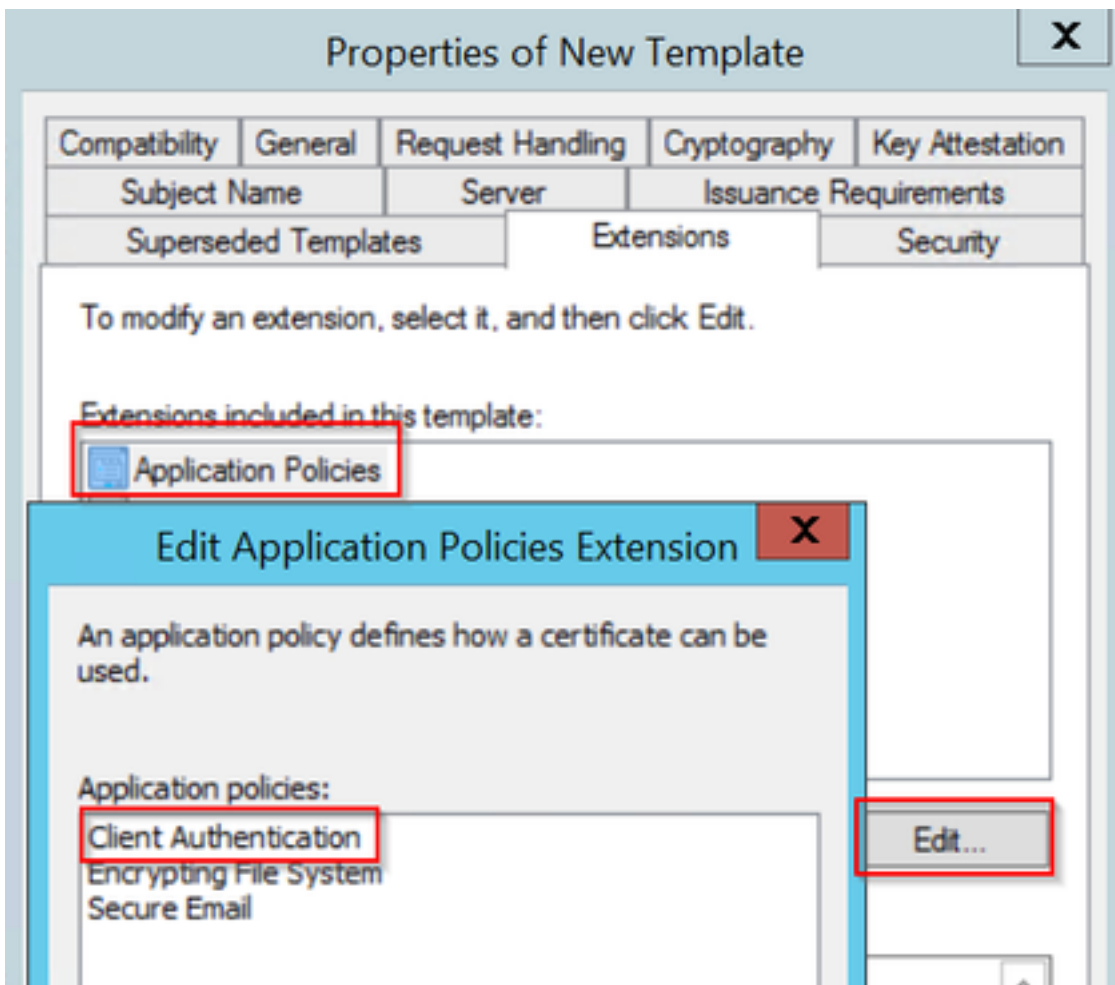 Properties of New Template
X
Compatibility General Request Handling Cryptography Key Attestation
Subject Name Server Issuance Requirements
Superseded Templates Extensions Security
To modify an extension, select it, and then click Edit.
Extensions included in this template:
Application Policies
Edit Application Policies Extension
X
An application policy defines how a certificate can be
used.
Application policies:
Client Authentication
Edit...
Encrypting File System
Secure Email